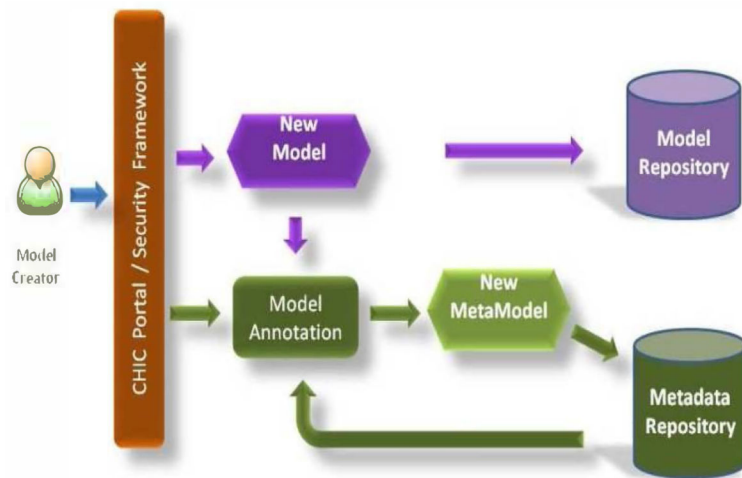 Model
Creator
CHIC Portal / Security Framework
New
Model
Model
Repository
Model
Annotation
New
MetaModel
Metadata
Repository